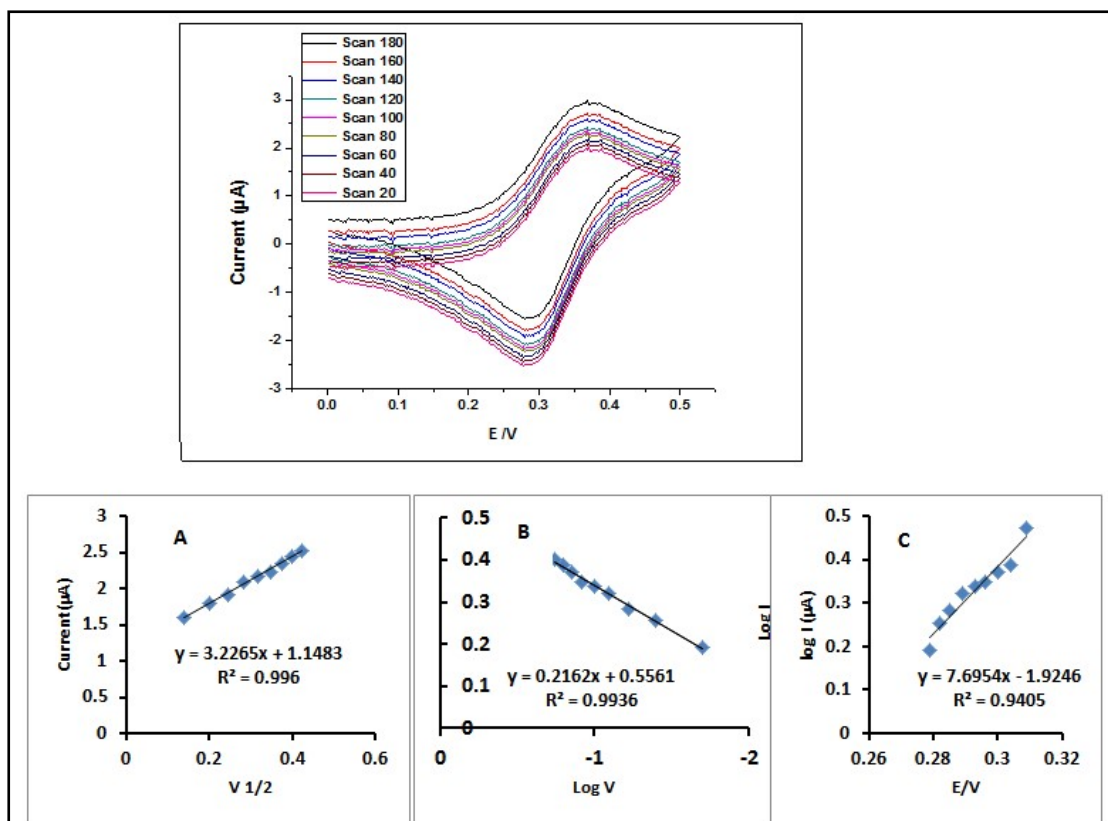 Scan 180
Scan 160
Scan 140
Scan 120
Scan 100
Scan 80
Scan 60
Scan 40
Scan 20
Current (µA)
3
2
1
0
-1
-2
-3
0.0 0.1 0.2 0.3 0.4 0.5
E /V
A
Current (µA)
3
2.5
2
1.5
1
0.5
0
y = 3.2265x + 1.1483
R² = 0.996
0 0.2 0.4 0.6
V 1/2
B
0.5
0.4
0.3
0.2
0.1
0
Log I
y = 0.2162x + 0.5561
R² = 0.9936
0 -1 -2
Log V
C
log I (µA)
0.5
0.4
0.3
0.2
0.1
0
y = 7.6954x - 1.9246
R² = 0.9405
0.26 0.28 0.3 0.32
E/V